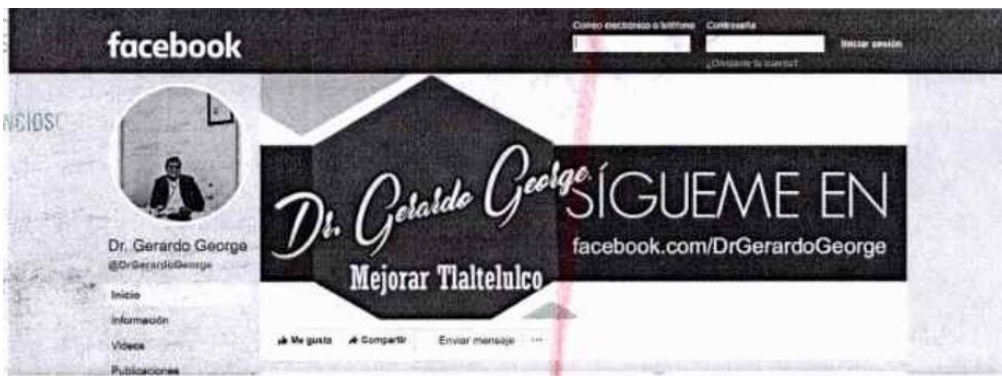 facebook
Correo electrónico o teléfono
Contraseña
Iniciar sesión
¿Olvidaste tu cuenta?
Dr. Gerardo George
@DrGerardoGeorge
Inicio
Información
Videos
Publicaciones
Dr. Gerardo George
Mejorar Tlaltelulco
SÍGUEME EN
facebook.com/DrGerardoGeorge
Me gusta
Compartir
Enviar mensaje